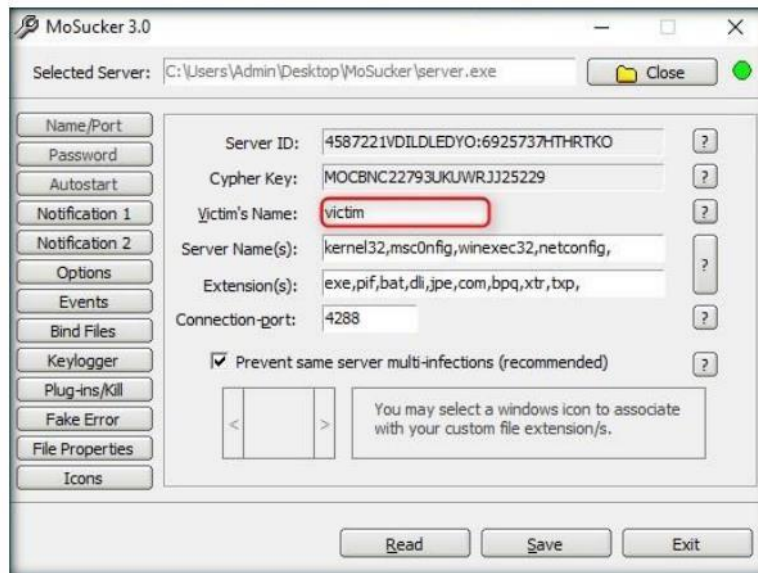 MoSucker 3.0
Selected Server: C:\Users\Admin\Desktop\MoSucker\server.exe Close
Name/Port
Password
Autostart
Notification 1
Notification 2
Options
Events
Bind Files
Keylogger
Plug-ins/Kill
Fake Error
File Properties
Icons
Server ID: 4587221VDILDLEDYO:6925737HTHRTKO ?
Cypher Key: MOCBNC22793UKUWRJJ25229 ?
Victim's Name: victim ?
Server Name(s): kernel32,msc0nfig,winexec32,netconfig,
Extension(s): exe,pif,bat,dli,jpe,com,bpq,xtr,txp,
?
Connection-port: 4288 ?
Prevent same server multi-infections (recommended) ?
< >
You may select a windows icon to associate
with your custom file extension/s.
Read Save Exit